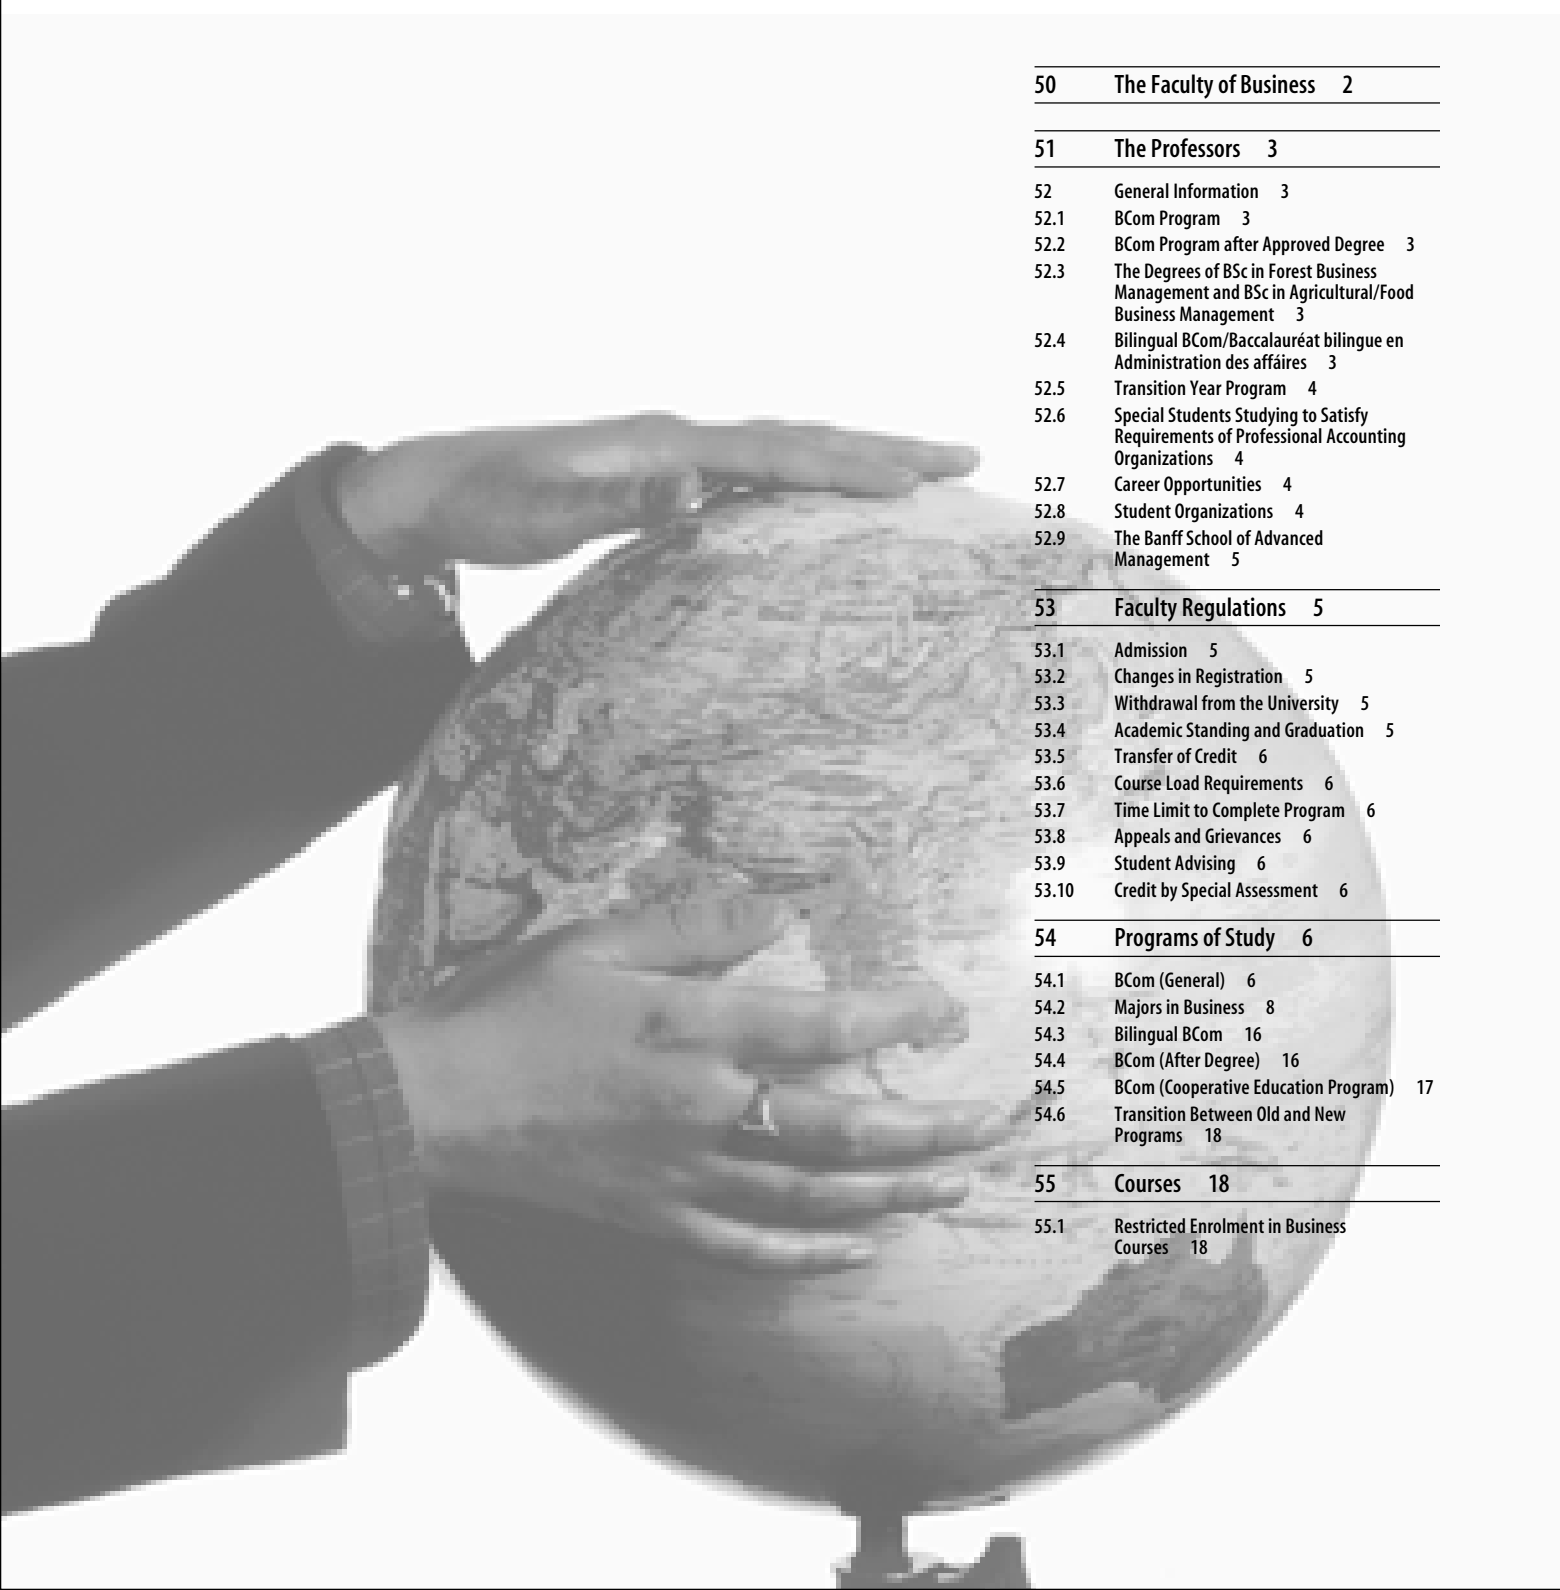 50 The Faculty of Business 2
51 The Professors 3
52 General Information 3
52.1 BCom Program 3
52.2 BCom Program after Approved Degree 3
52.3 The Degrees of BSc in Forest Business
Management and BSc in Agricultural/Food
Business Management 3
52.4 Bilingual BCom/Baccalauréat bilingue en
Administration des affáires 3
52.5 Transition Year Program 4
52.6 Special Students Studying to Satisfy
Requirements of Professional Accounting
Organizations 4
52.7 Career Opportunities 4
52.8 Student Organizations 4
52.9 The Banff School of Advanced
Management 5
53 Faculty Regulations 5
53.1 Admission 5
53.2 Changes in Registration 5
53.3 Withdrawal from the University 5
53.4 Academic Standing and Graduation 5
53.5 Transfer of Credit 6
53.6 Course Load Requirements 6
53.7 Time Limit to Complete Program 6
53.8 Appeals and Grievances 6
53.9 Student Advising 6
53.10 Credit by Special Assessment 6
54 Programs of Study 6
54.1 BCom (General) 6
54.2 Majors in Business 8
54.3 Bilingual BCom 16
54.4 BCom (After Degree) 16
54.5 BCom (Cooperative Education Program) 17
54.6 Transition Between Old and New
Programs 18
55 Courses 18
55.1 Restricted Enrolment in Business
Courses 18